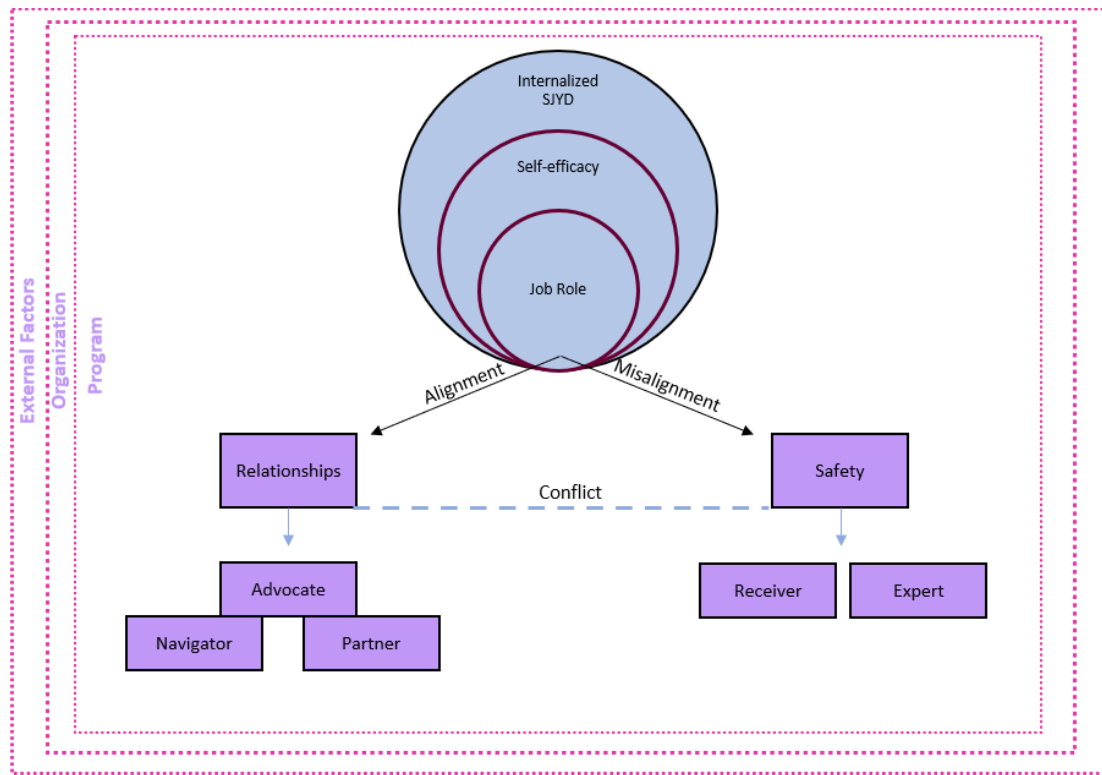 Internalized
SJYD
Self-efficacy
Job Role
External Factors
Organization
Program
Alignment
Misalignment
Relationships
Safety
Conflict
Advocate
Receiver
Expert
Navigator
Partner